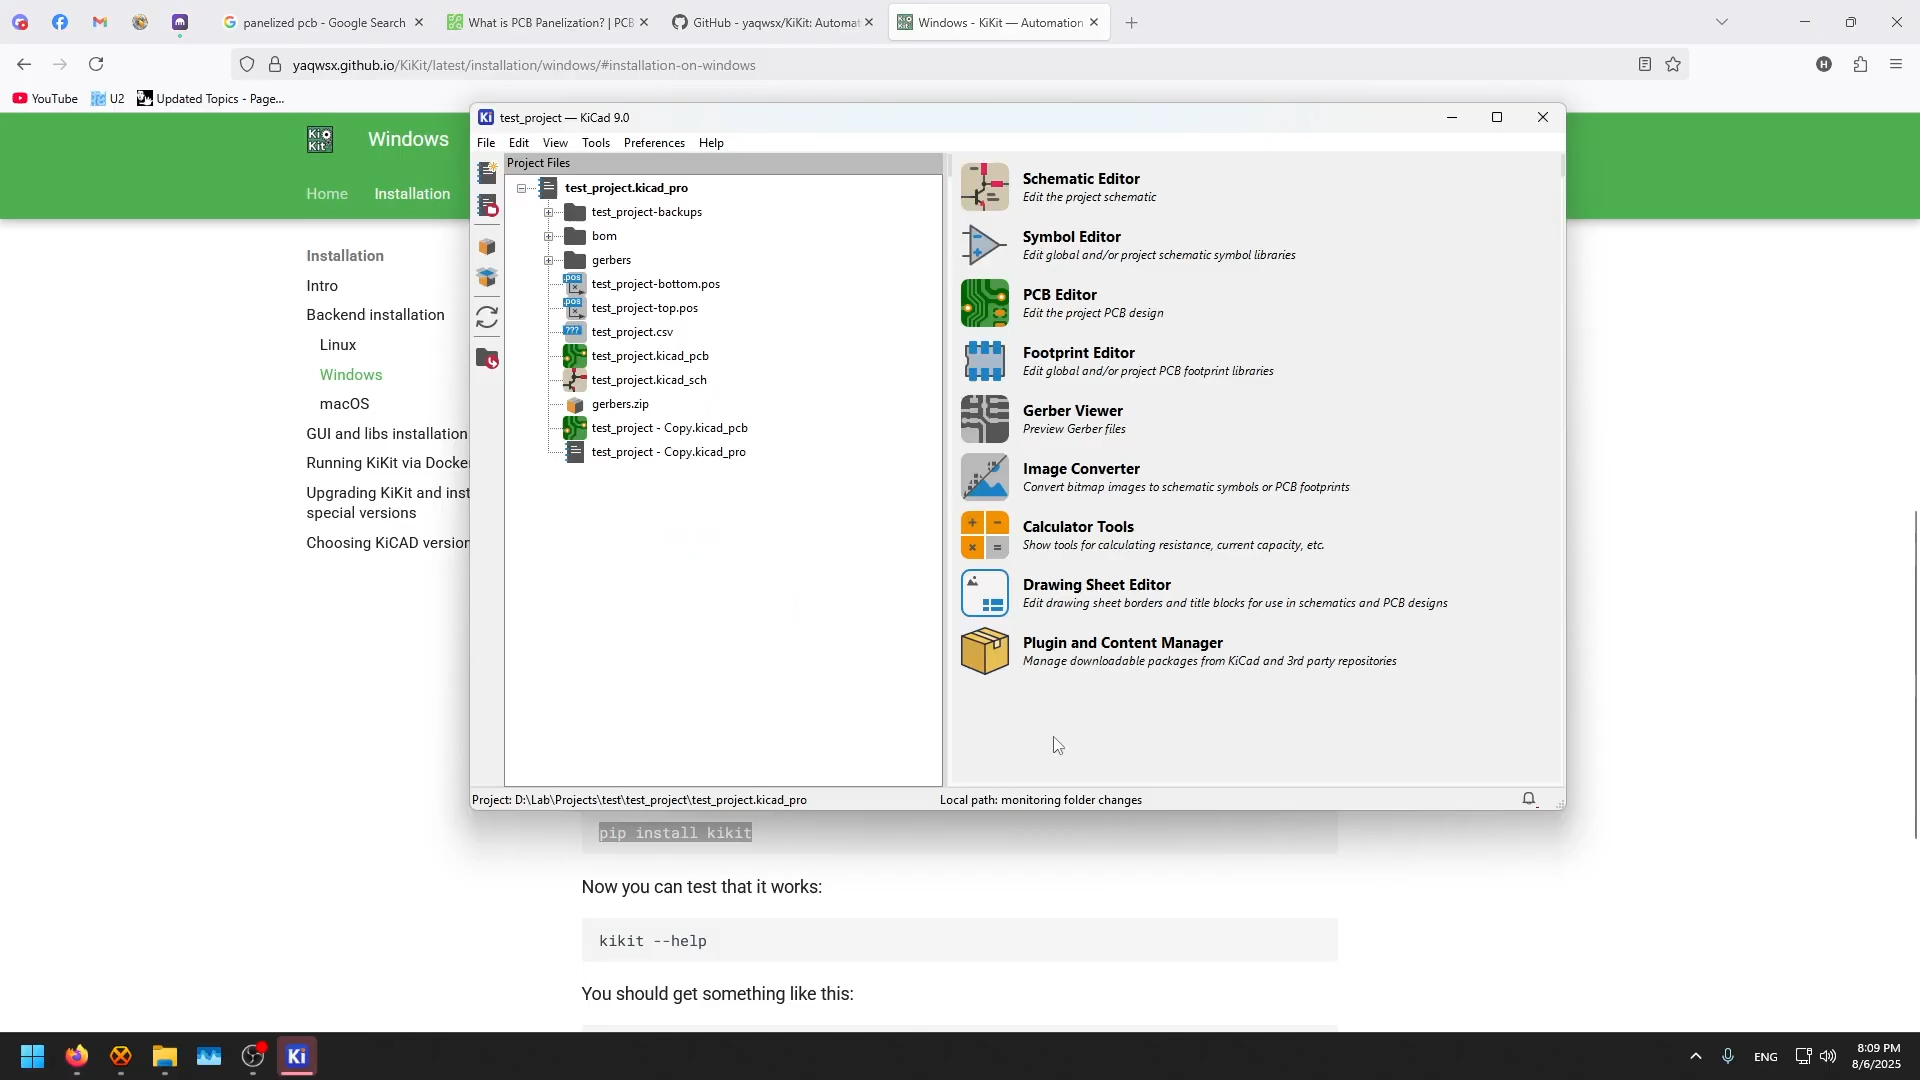 panelized pcb - Google Search
What is PCB Panelization? | PCB
GitHub - yaqwsx/KiKit: Automat
Windows - KiKit — Automation
yaqwsx.github.io/KiKit/latest/installation/windows/#installation-on-windows
YouTube
U2
Updated Topics - Page...
Windows
Home
Installation
Installation
Intro
Backend installation
Linux
Windows
macOS
GUI and libs installation
Running KiKit via Docke
Upgrading KiKit and inst
special versions
Choosing KiCAD version
test_project — KiCad 9.0
File Edit View Tools Preferences Help
Project Files
test_project.kicad_pro
test_project-backups
bom
gerbers
test_project-bottom.pos
test_project-top.pos
test_project.csv
test_project.kicad_pcb
test_project.kicad_sch
gerbers.zip
test_project - Copy.kicad_pcb
test_project - Copy.kicad_pro
Schematic Editor
Edit the project schematic
Symbol Editor
Edit global and/or project schematic symbol libraries
PCB Editor
Edit the project PCB design
Footprint Editor
Edit global and/or project PCB footprint libraries
Gerber Viewer
Preview Gerber files
Image Converter
Convert bitmap images to schematic symbols or PCB footprints
Calculator Tools
Show tools for calculating resistance, current capacity, etc.
Drawing Sheet Editor
Edit drawing sheet borders and title blocks for use in schematics and PCB designs
Plugin and Content Manager
Manage downloadable packages from KiCad and 3rd party repositories
Project: D:\Lab\Projects\test\test_project\test_project.kicad_pro
Local path: monitoring folder changes
pip install kikit
Now you can test that it works:
kikit --help
You should get something like this:
ENG
8:09 PM
8/6/2025